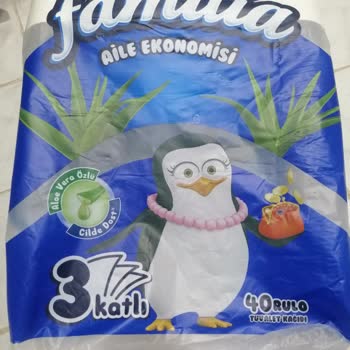 familia
AİLE EKONOMİSİ
Aloe Vera Özlü
Cilde Dost
3 katlı
40 RULO
TUVALET KAĞIDI